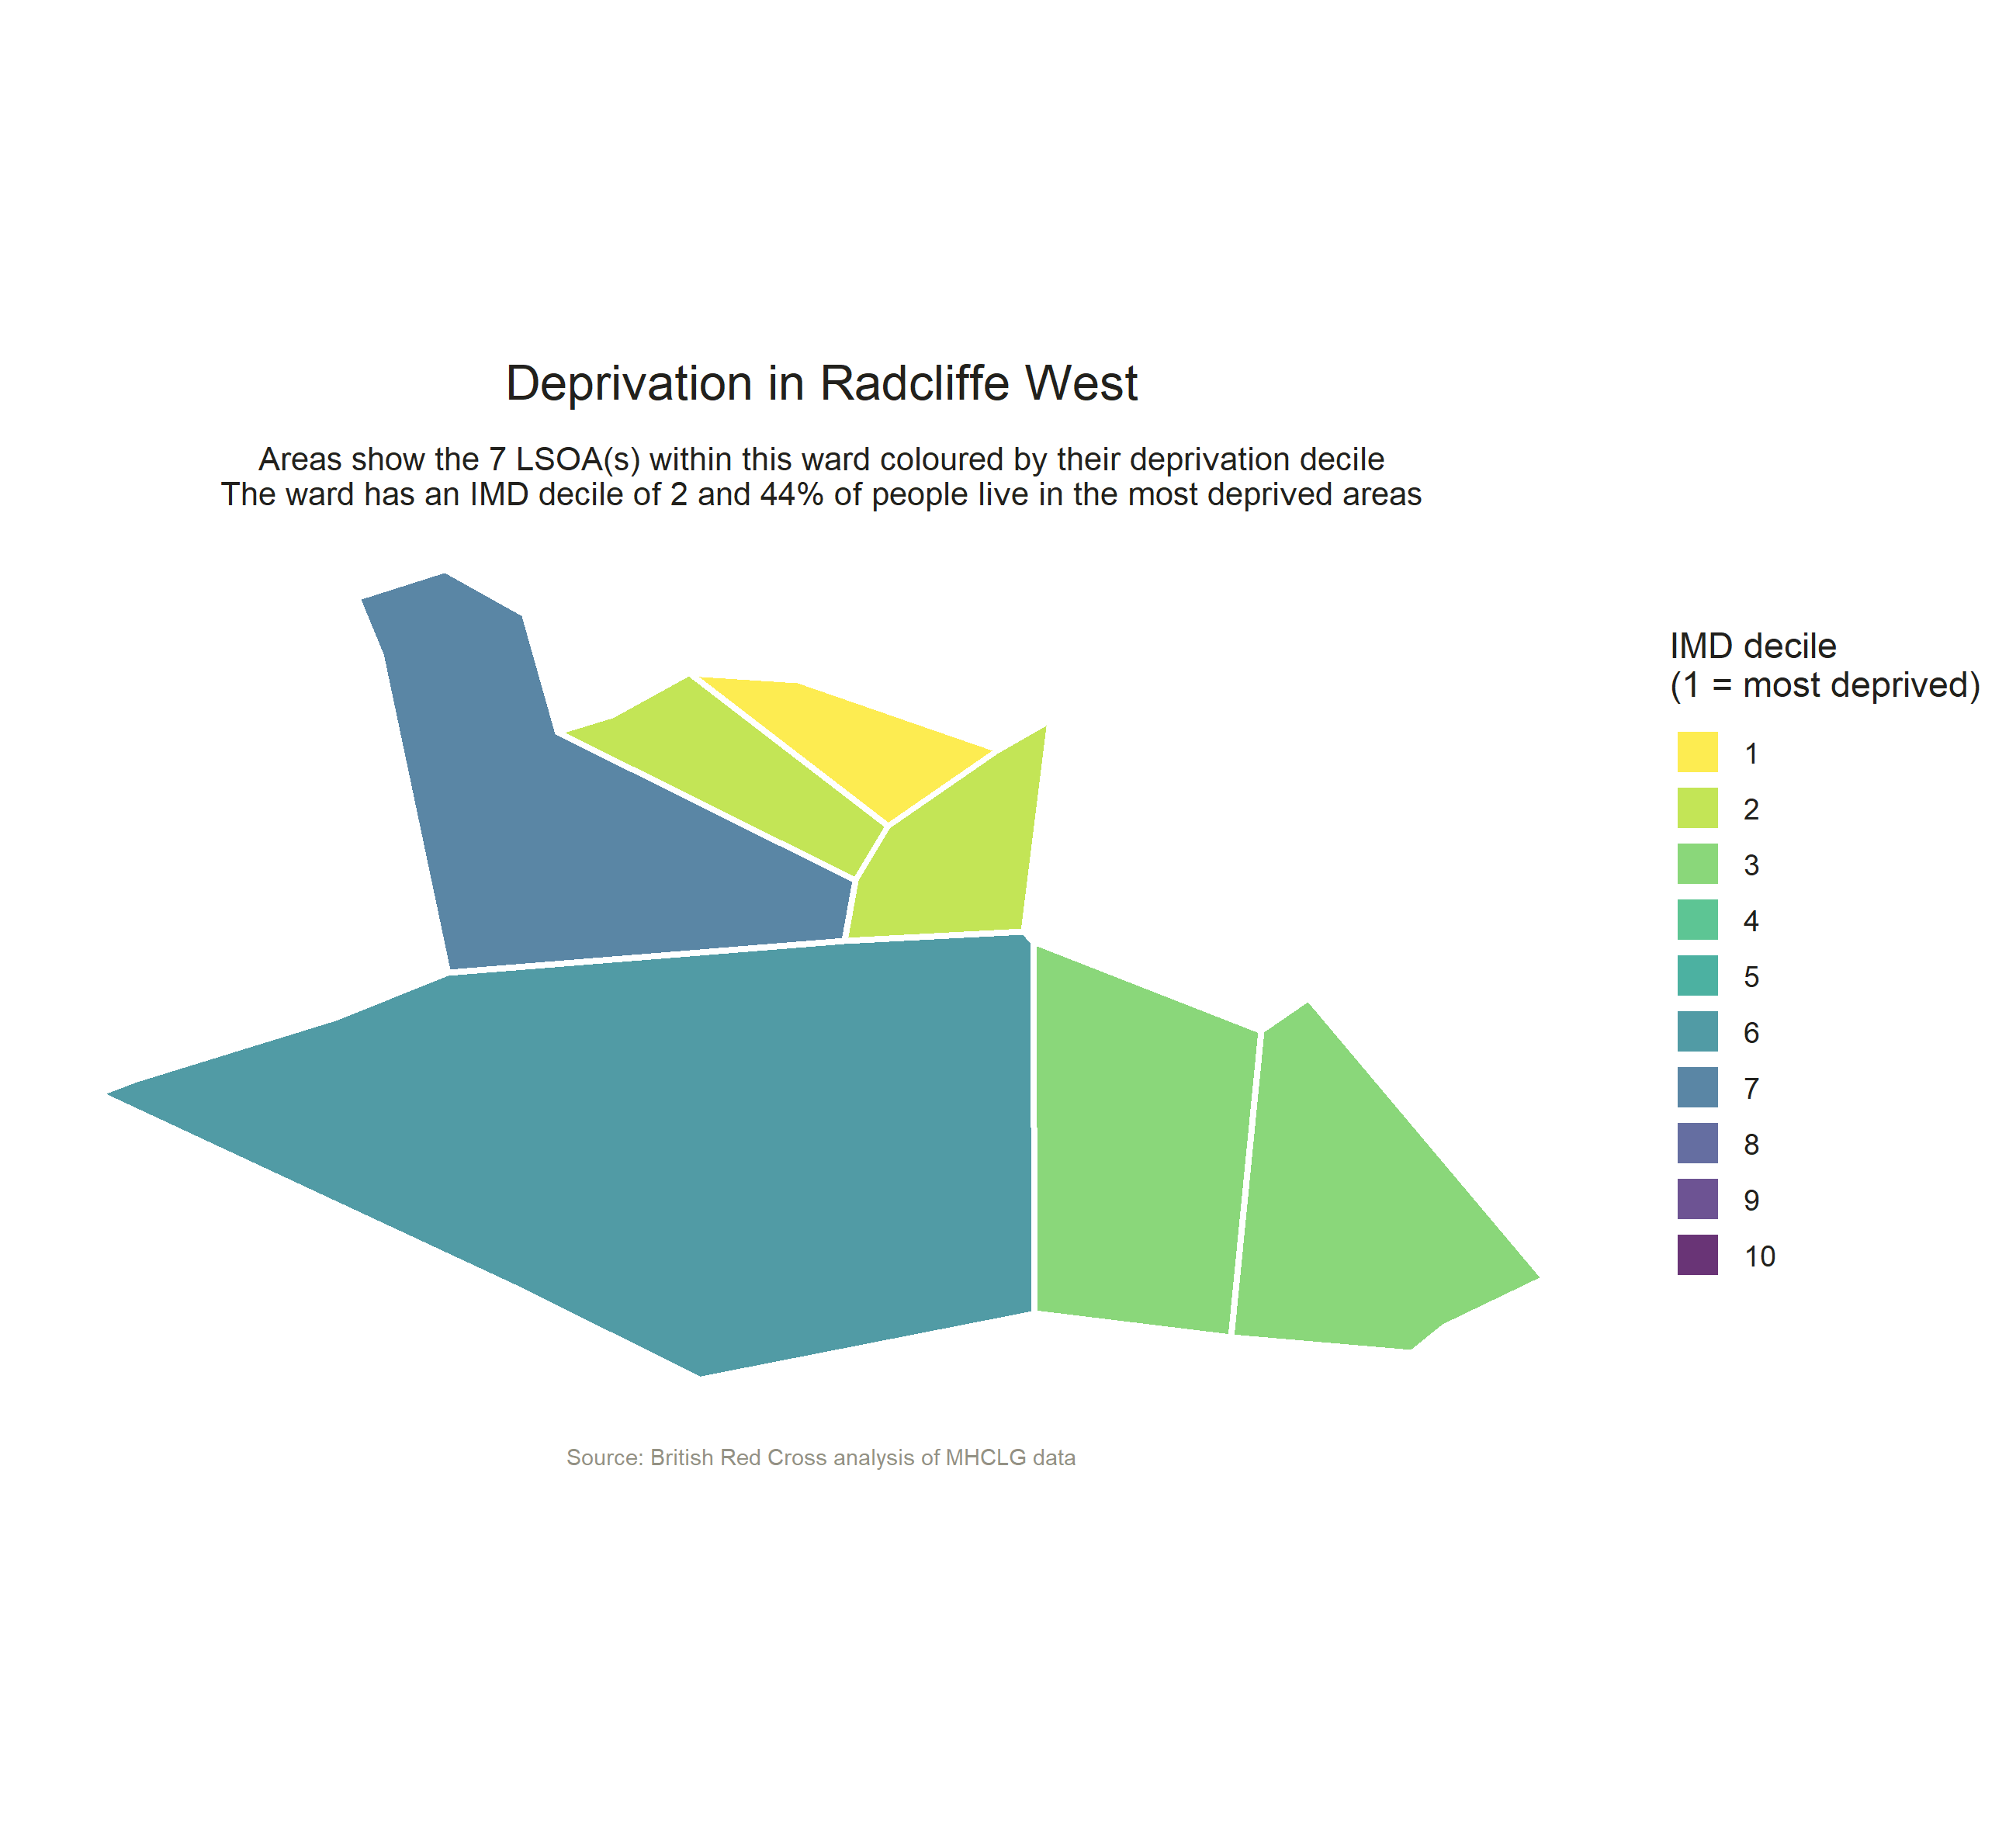 Deprivation in Radcliffe West
Areas show the 7 LSOA(s) within this ward coloured by their deprivation decile
The ward has an IMD decile of 2 and 44% of people live in the most deprived areas
IMD decile
(1 = most deprived)
1
2
3
4
5
6
7
8
9
10
Source: British Red Cross analysis of MHCLG data